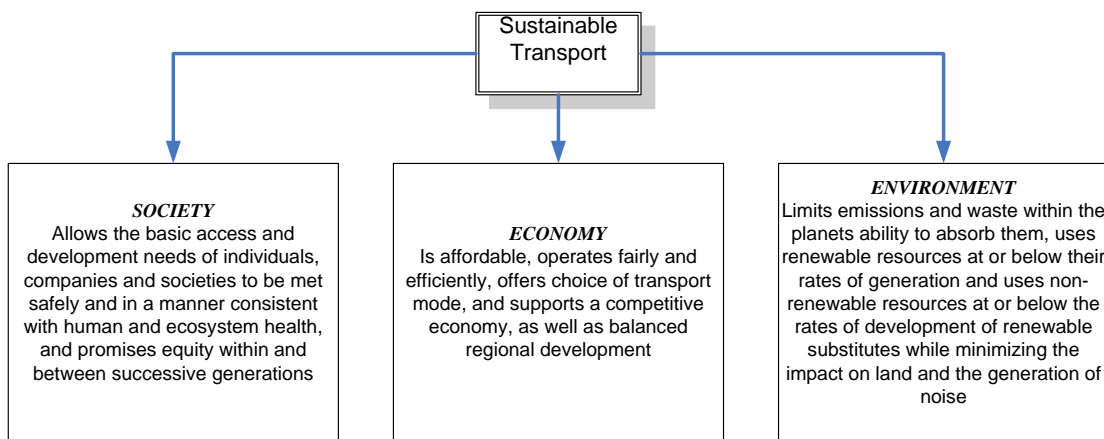 Sustainable
Transport
SOCIETY
Allows the basic access and
development needs of individuals,
companies and societies to be met
safely and in a manner consistent
with human and ecosystem health,
and promises equity within and
between successive generations
ECONOMY
Is affordable, operates fairly and
efficiently, offers choice of transport
mode, and supports a competitive
economy, as well as balanced
regional development
ENVIRONMENT
Limits emissions and waste within the
planets ability to absorb them, uses
renewable resources at or below their
rates of generation and uses non-
renewable resources at or below the
rates of development of renewable
substitutes while minimizing the
impact on land and the generation of
noise